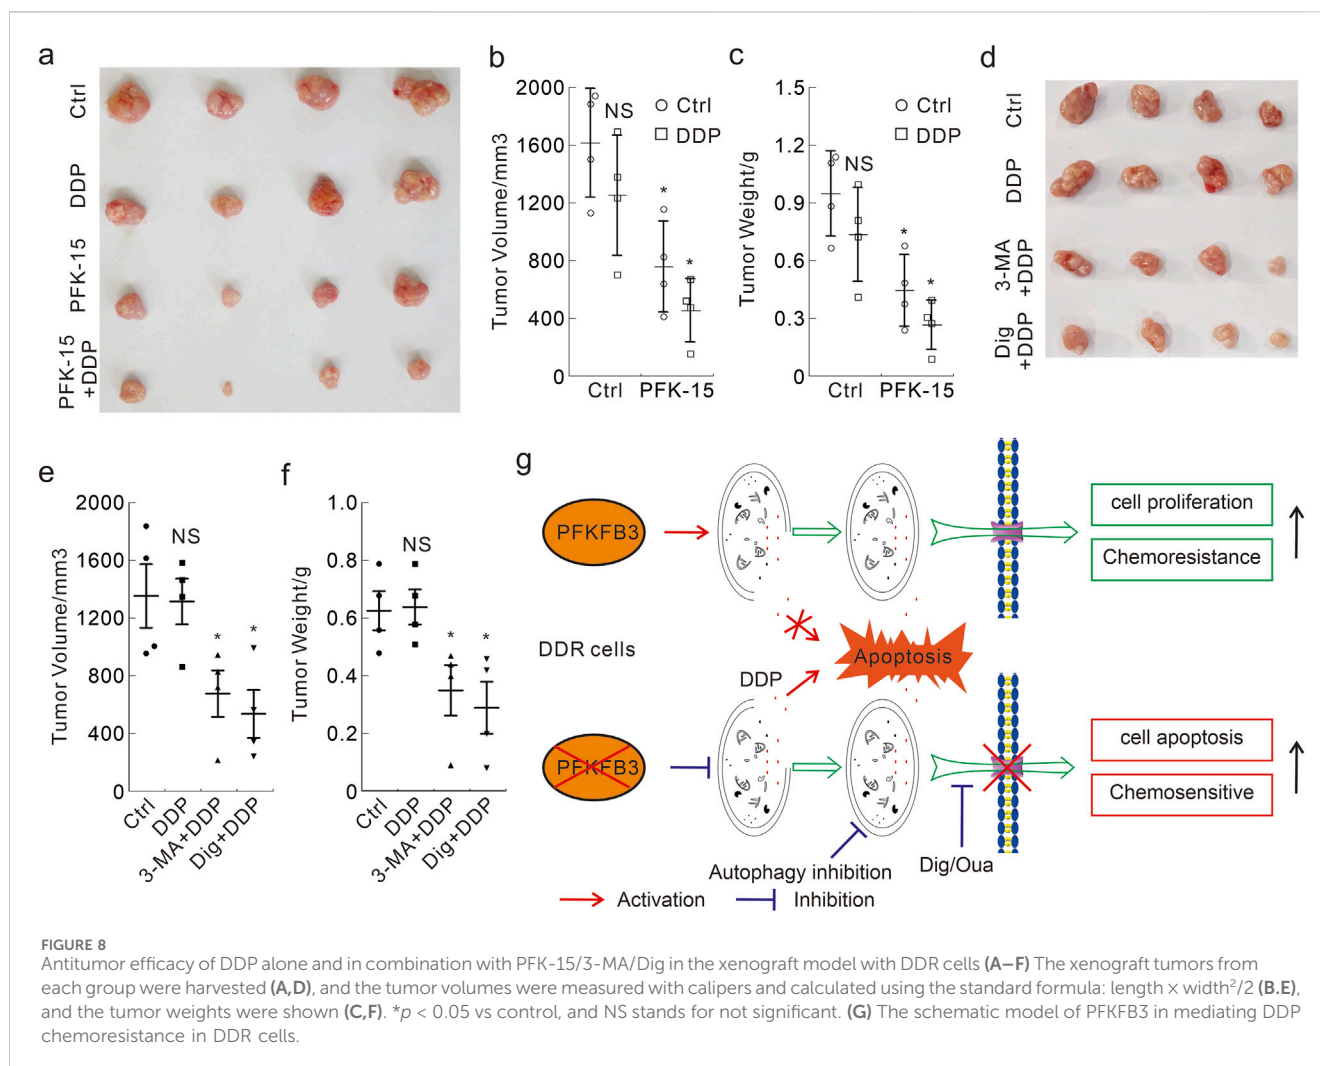 a
Ctrl
DDP
PFK-15
PFK-15
+DDP
b
Tumor Volume/mm3
2000
1600
1200
800
400
0
NS
Ctrl
DDP
*
*
Ctrl
PFK-15
c
Tumor Weight/g
1.5
1.2
0.9
0.6
0.3
0
NS
Ctrl
DDP
*
*
Ctrl
PFK-15
d
Ctrl
DDP
3-MA
+DDP
Dig
+DDP
e
Tumor Volume/mm3
2000
1600
1200
800
400
0
NS
*
*
Ctrl
DDP
3-MA+DDP
Dig+DDP
f
Tumor Weight/g
1.0
0.8
0.6
0.4
0.2
0
NS
*
*
Ctrl
DDP
3-MA+DDP
Dig+DDP
g
PFKFB3
cell proliferation
Chemoresistance
DDR cells
DDP
Apoptosis
PFKFB3
cell apoptosis
Chemosensitive
Autophagy inhibition
Dig/Oua
Activation
Inhibition
FIGURE 8
Antitumor efficacy of DDP alone and in combination with PFK-15/3-MA/Dig in the xenograft model with DDR cells (A–F) The xenograft tumors from
each group were harvested (A,D), and the tumor volumes were measured with calipers and calculated using the standard formula: length × width²/2 (B.E),
and the tumor weights were shown (C,F). *p < 0.05 vs control, and NS stands for not significant. (G) The schematic model of PFKFB3 in mediating DDP
chemoresistance in DDR cells.